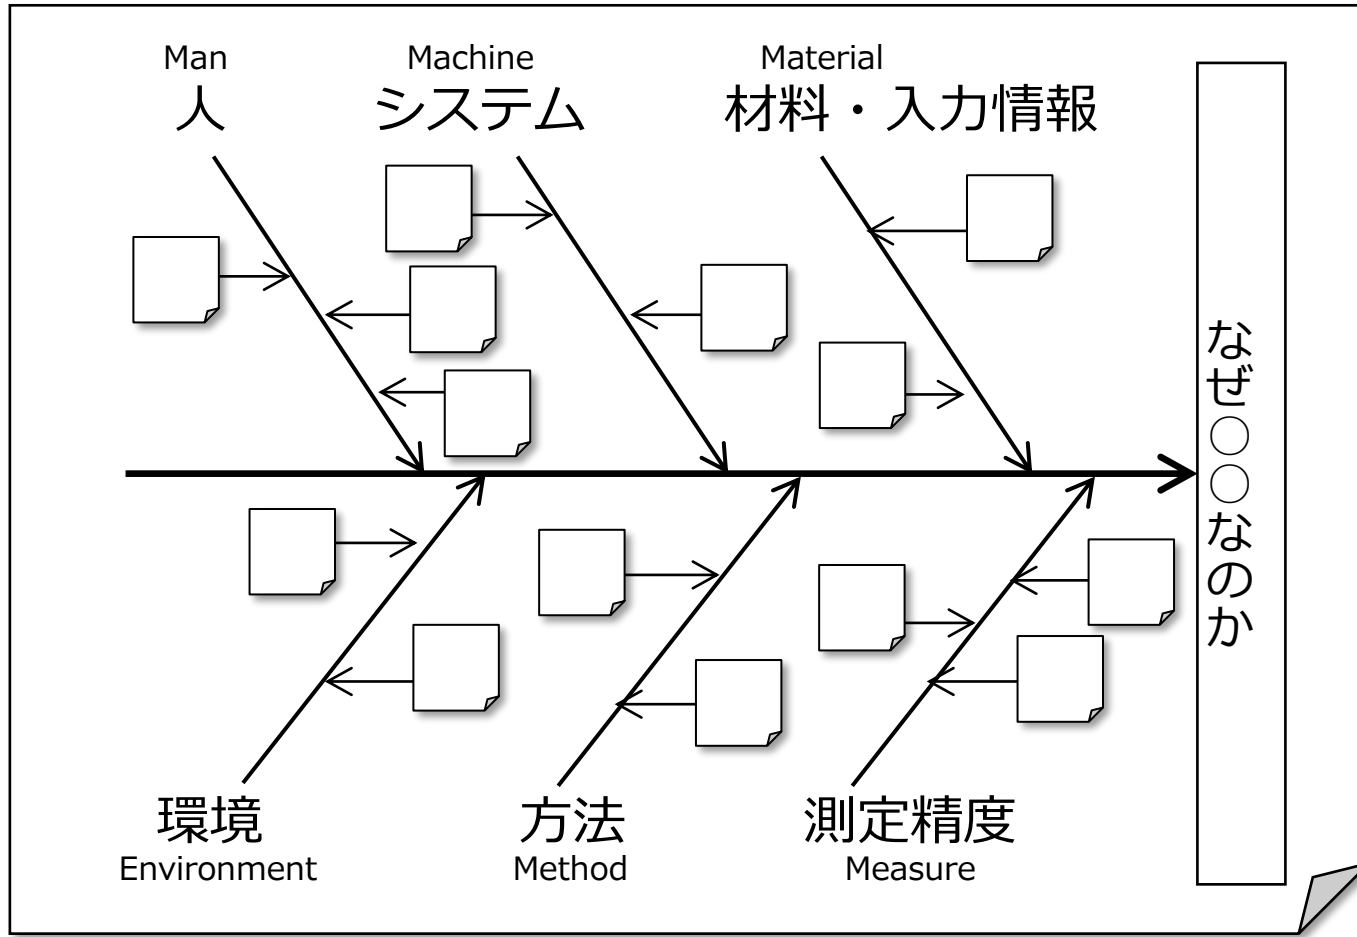 Man
人
Machine
システム
Material
材料・入力情報
なぜ○○なのか
環境
Environment
方法
Method
測定精度
Measure